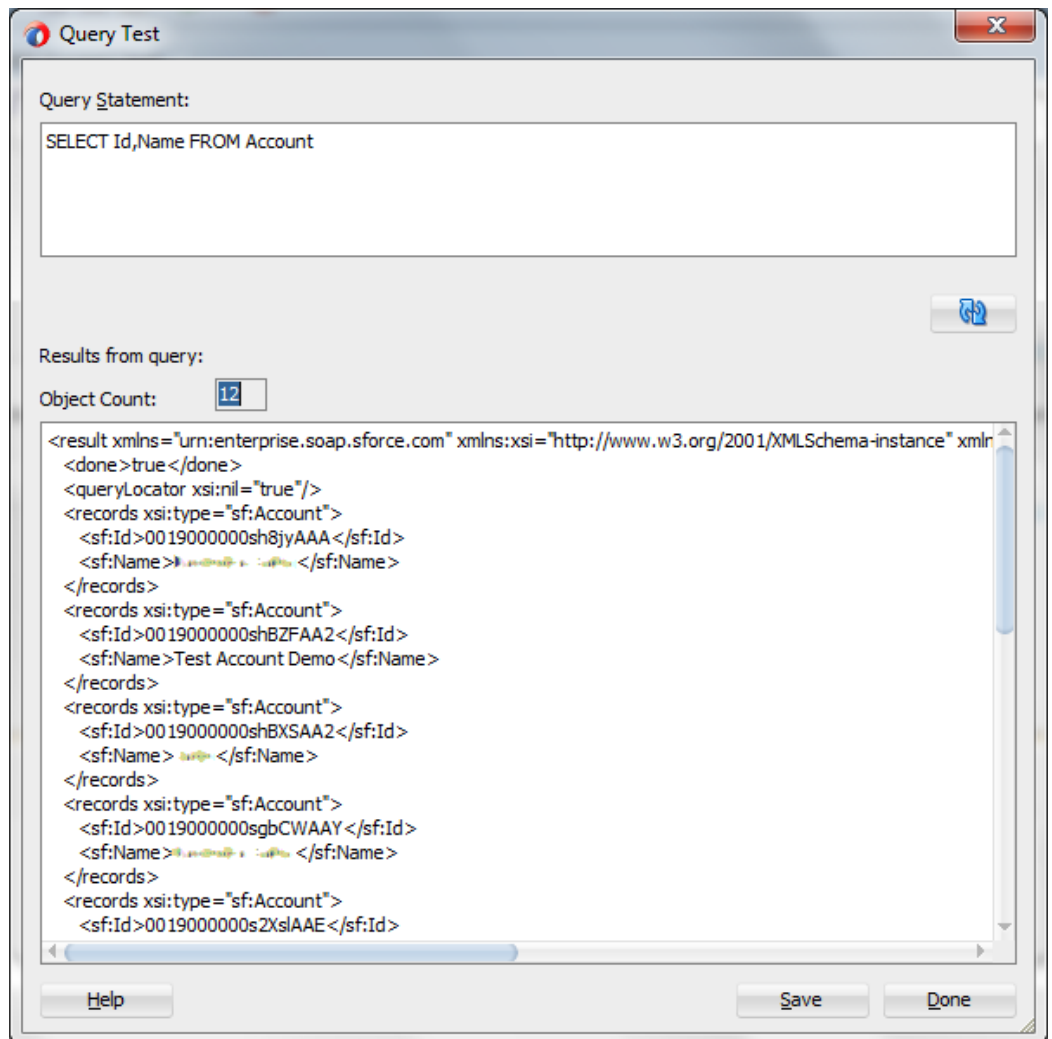 Query Test
Query Statement:
SELECT Id,Name FROM Account
Results from query:
Object Count: 12
<result xmlns="urn:enterprise.soap.sforce.com" xmlns:xsi="http://www.w3.org/2001/XMLSchema-instance" xmln
<done>true</done>
<queryLocator xsi:nil="true"/>
<records xsi:type="sf:Account">
<sf:Id>0019000000sh8jyAAA</sf:Id>
<sf:Name> </sf:Name>
</records>
<records xsi:type="sf:Account">
<sf:Id>0019000000shBZFAA2</sf:Id>
<sf:Name>Test Account Demo</sf:Name>
</records>
<records xsi:type="sf:Account">
<sf:Id>0019000000shBXSAA2</sf:Id>
<sf:Name> </sf:Name>
</records>
<records xsi:type="sf:Account">
<sf:Id>0019000000sgbCWAAY</sf:Id>
<sf:Name> </sf:Name>
</records>
<records xsi:type="sf:Account">
<sf:Id>0019000000s2XslAAE</sf:Id>
Help Save Done